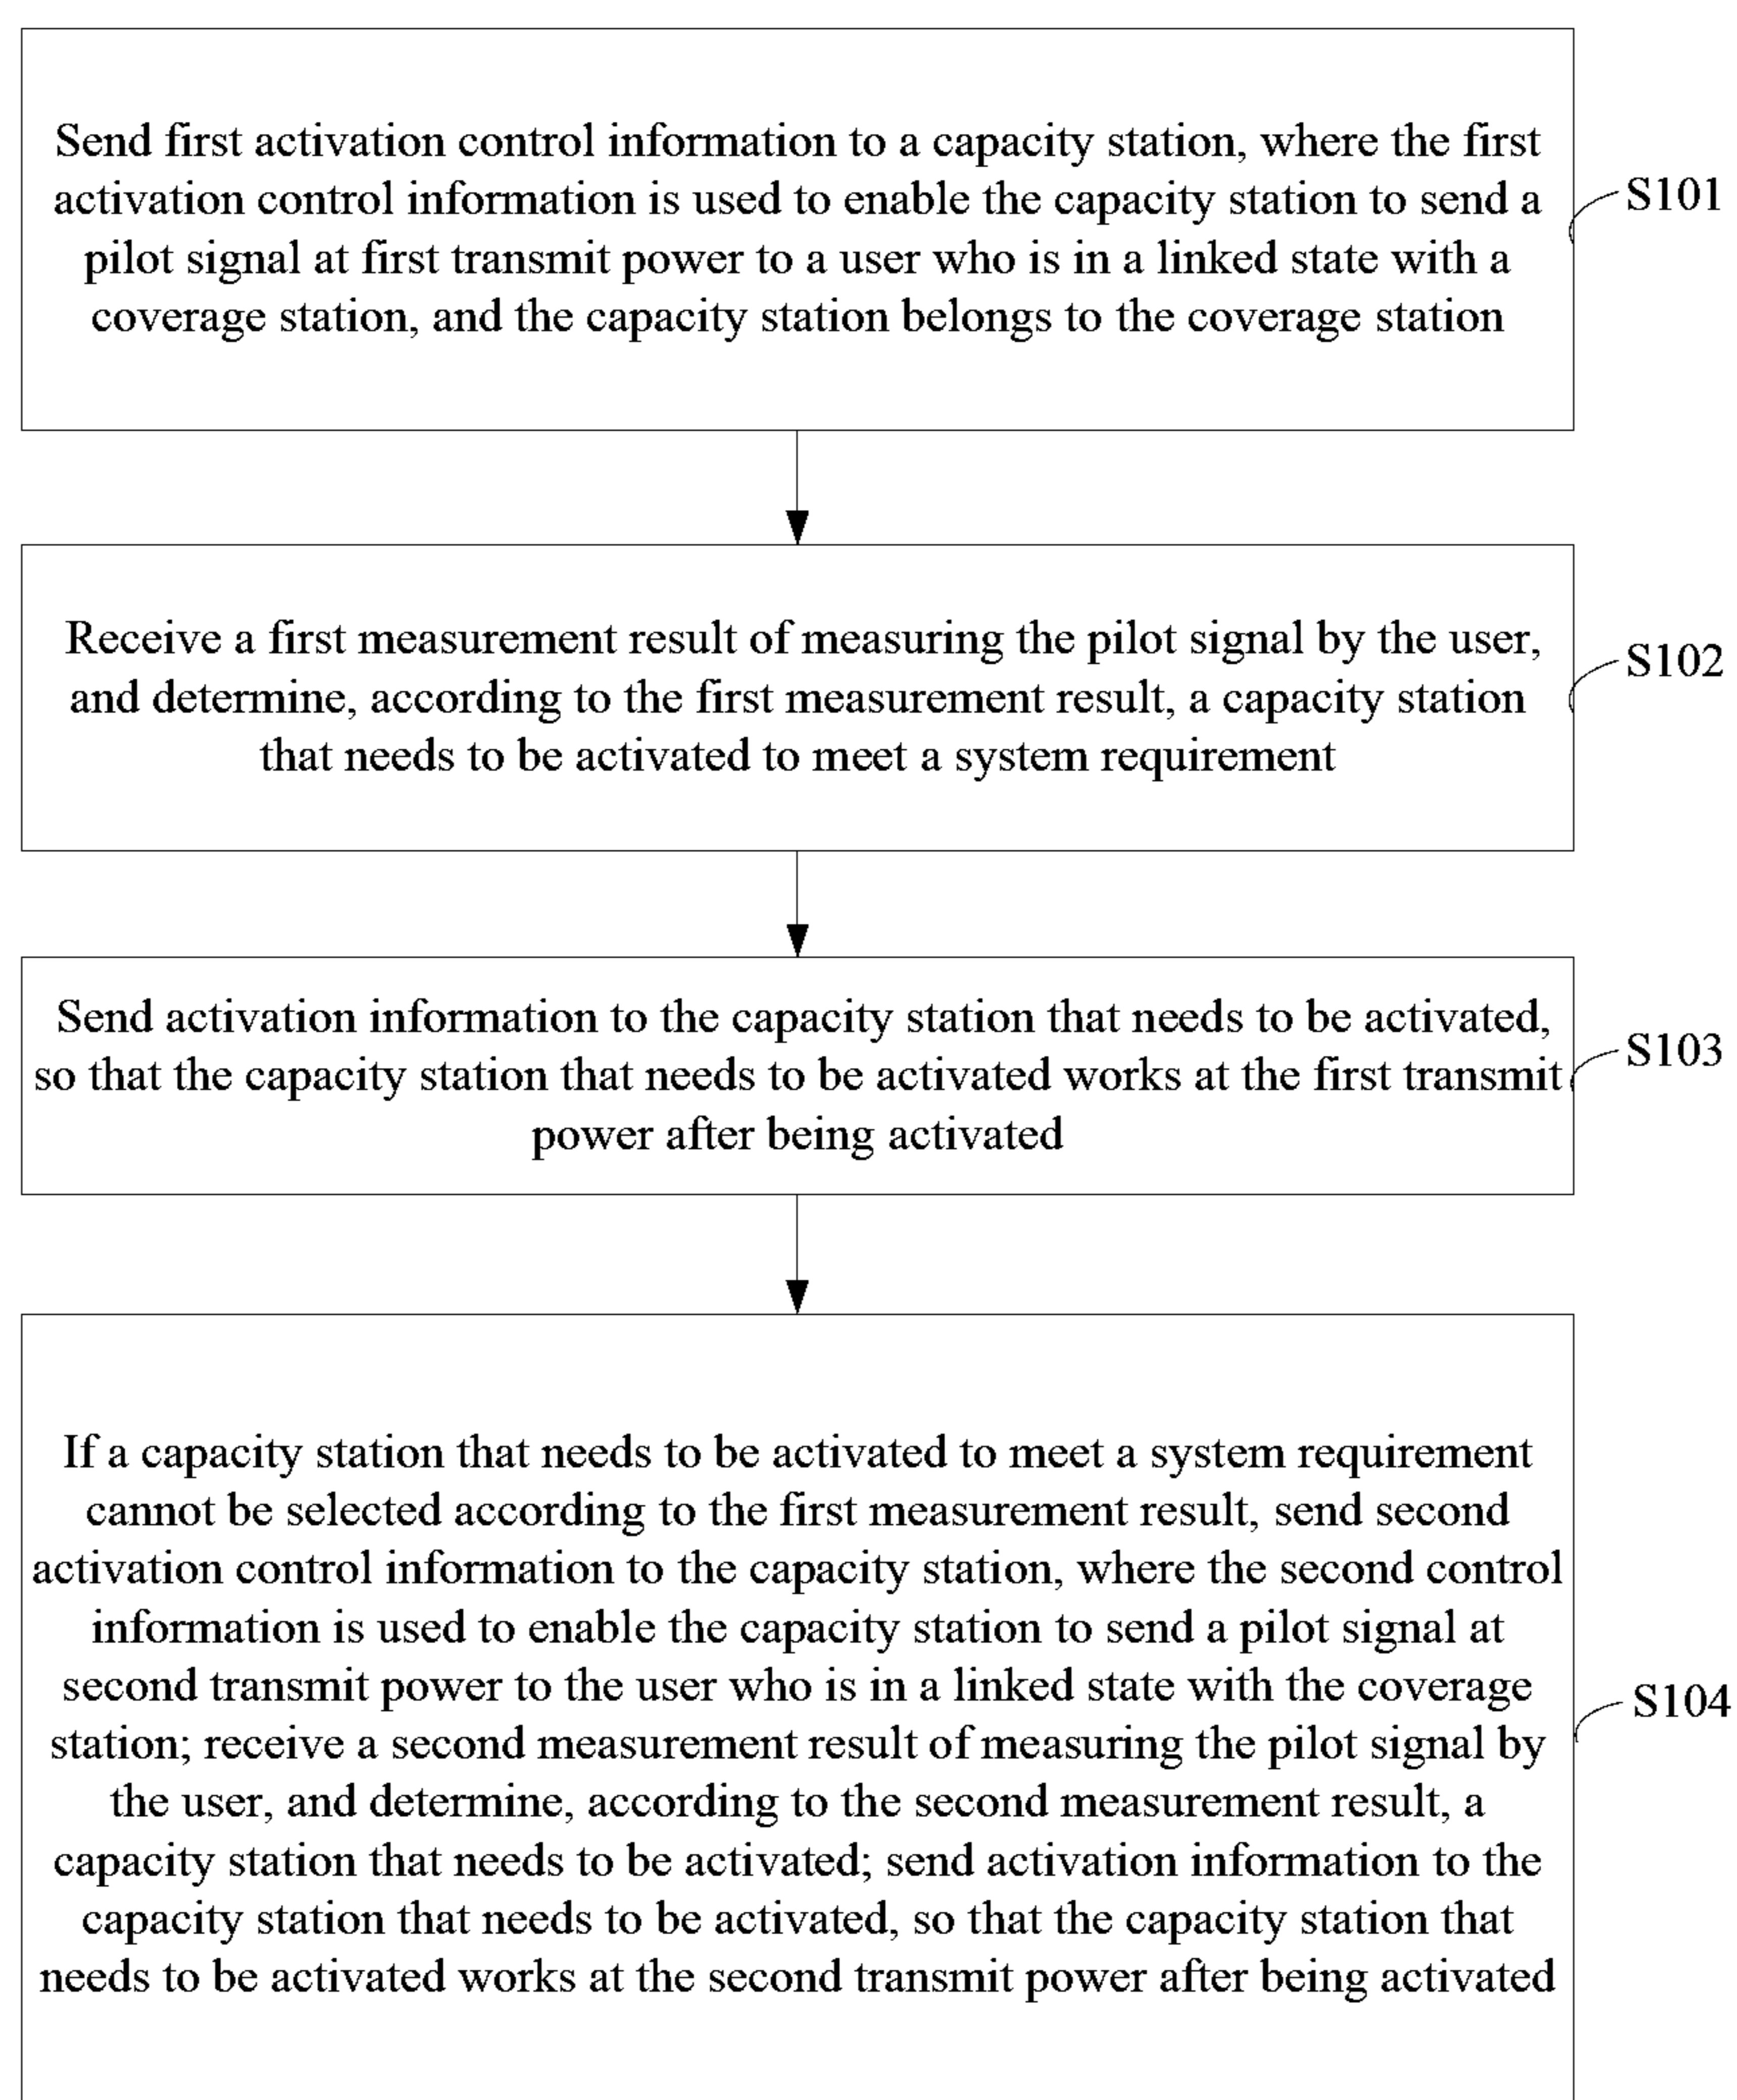 Send first activation control information to a capacity station, where the first
activation control information is used to enable the capacity station to send a
pilot signal at first transmit power to a user who is in a linked state with a
coverage station, and the capacity station belongs to the coverage station
S101
Receive a first measurement result of measuring the pilot signal by the user,
and determine, according to the first measurement result, a capacity station
that needs to be activated to meet a system requirement
S102
Send activation information to the capacity station that needs to be activated,
so that the capacity station that needs to be activated works at the first transmit
power after being activated
S103
If a capacity station that needs to be activated to meet a system requirement
cannot be selected according to the first measurement result, send second
activation control information to the capacity station, where the second control
information is used to enable the capacity station to send a pilot signal at
second transmit power to the user who is in a linked state with the coverage
station; receive a second measurement result of measuring the pilot signal by
the user, and determine, according to the second measurement result, a
capacity station that needs to be activated; send activation information to the
capacity station that needs to be activated, so that the capacity station that
needs to be activated works at the second transmit power after being activated
S104